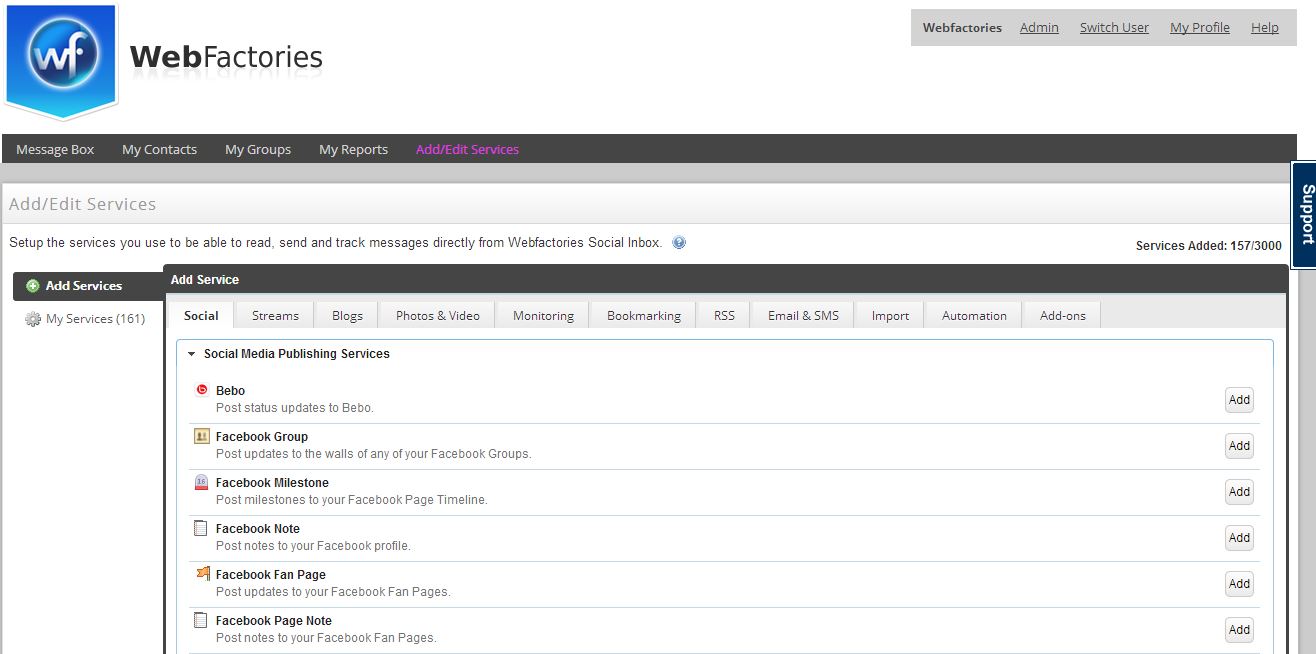 wf
WebFactories
Webfactories Admin Switch User My Profile Help
Message Box My Contacts My Groups My Reports Add/Edit Services
Support
Add/Edit Services
Setup the services you use to be able to read, send and track messages directly from Webfactories Social Inbox. ?
Services Added: 157/3000
Add Services
My Services (161)
Add Service
Social Streams Blogs Photos & Video Monitoring Bookmarking RSS Email & SMS Import Automation Add-ons
Social Media Publishing Services
Bebo
Post status updates to Bebo.
Add
Facebook Group
Post updates to the walls of any of your Facebook Groups.
Add
16
Facebook Milestone
Post milestones to your Facebook Page Timeline.
Add
Facebook Note
Post notes to your Facebook profile.
Add
Facebook Fan Page
Post updates to your Facebook Fan Pages.
Add
Facebook Page Note
Post notes to your Facebook Fan Pages.
Add